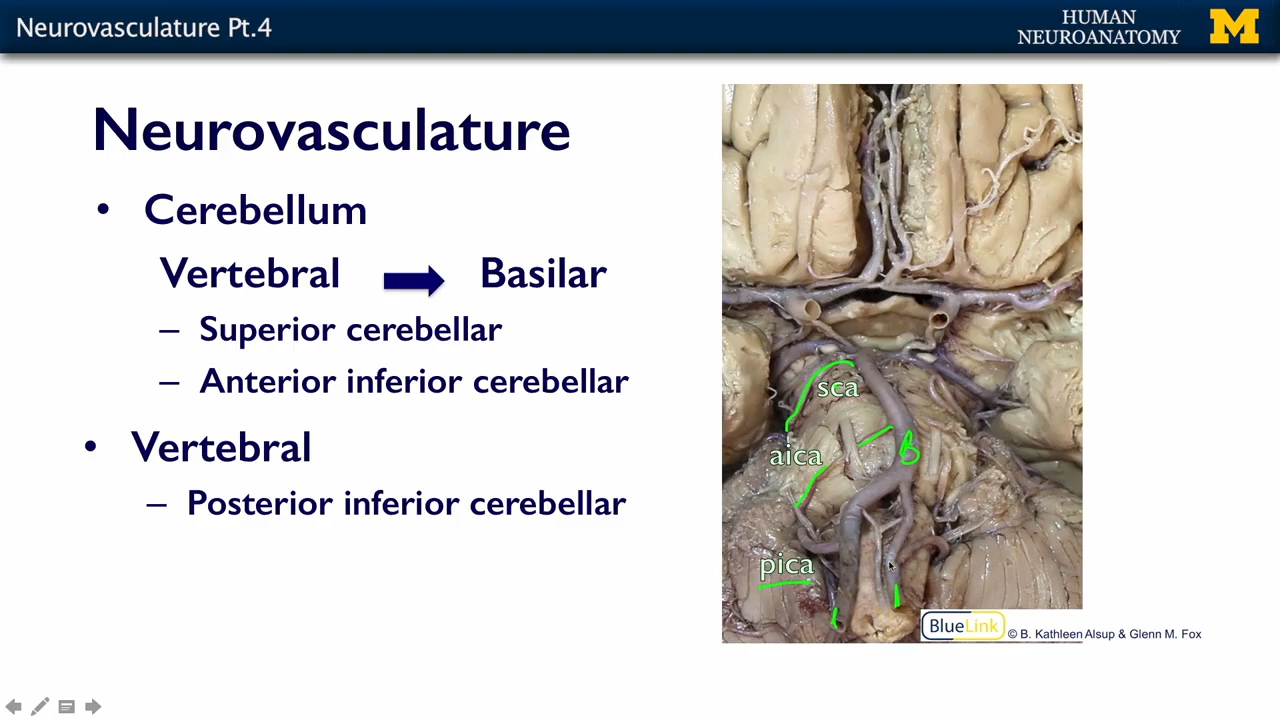 Neurovasculature Pt.4
HUMAN
NEUROANATOMY
M
Neurovasculature
• Cerebellum
Vertebral Basilar
– Superior cerebellar
– Anterior inferior cerebellar
• Vertebral
– Posterior inferior cerebellar
sca
aica
B
pica
BlueLink
© B. Kathleen Alsup & Glenn M. Fox